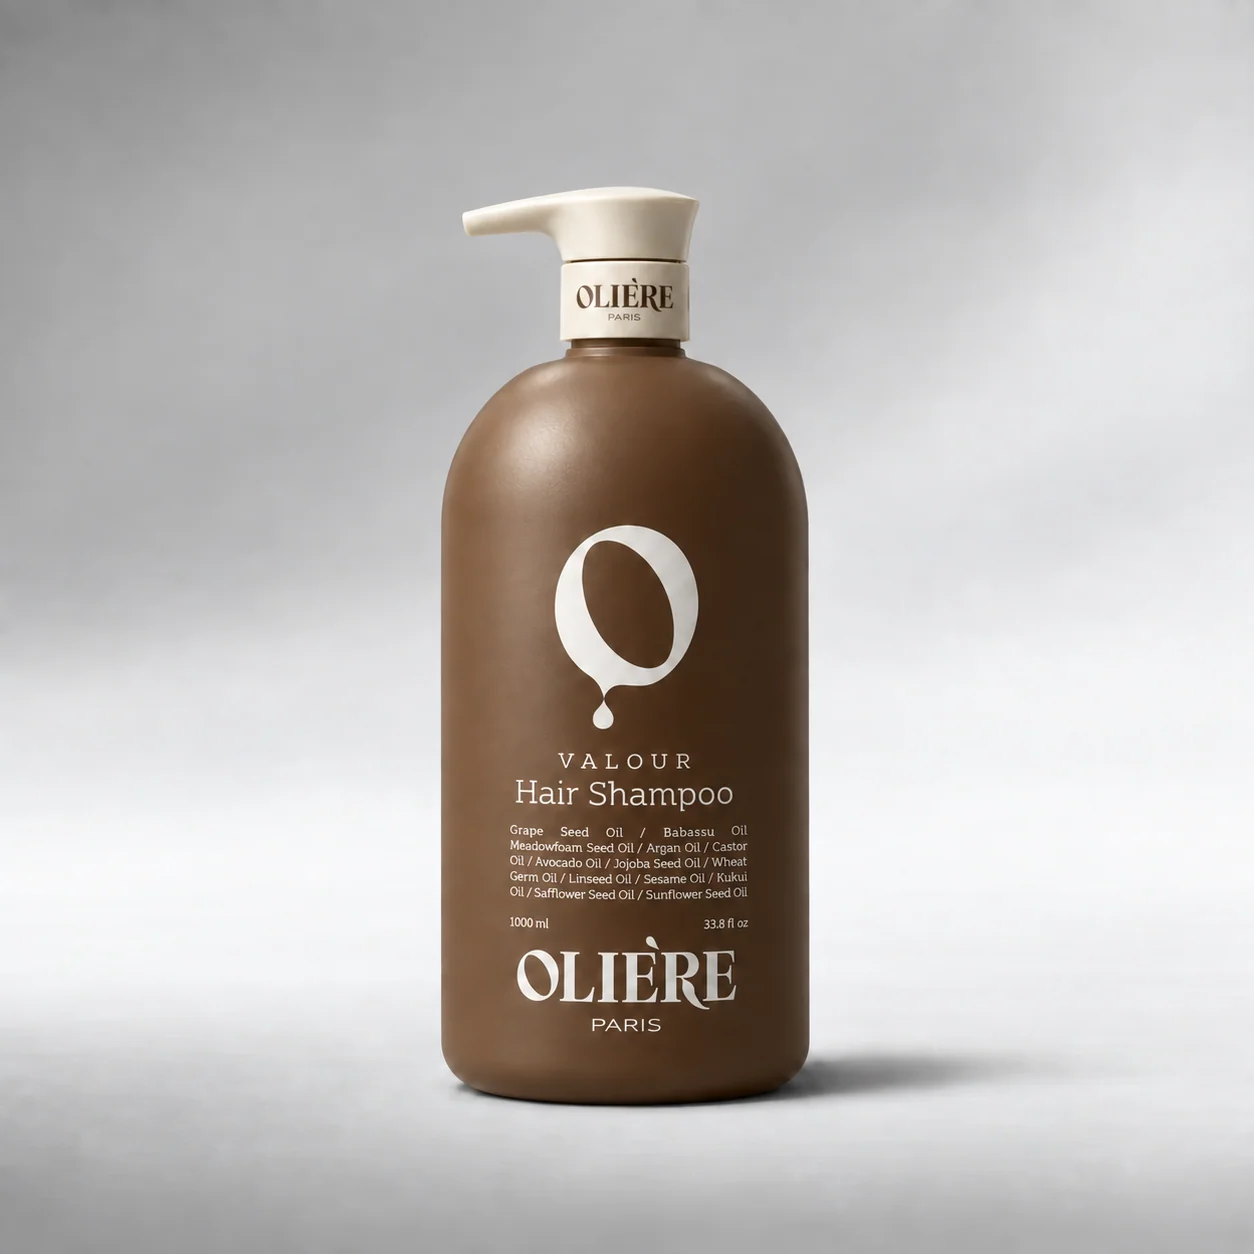 OLIÈRE
PARIS
VALOUR
Hair Shampoo
Grape Seed Oil / Babassu Oil
Meadowfoam Seed Oil / Argan Oil / Castor
Oil / Avocado Oil / Jojoba Seed Oil / Wheat
Germ Oil / Linseed Oil / Sesame Oil / Kukui
Oil / Safflower Seed Oil / Sunflower Seed Oil
1000 ml 33.8 fl oz
OLIÈRE
PARIS